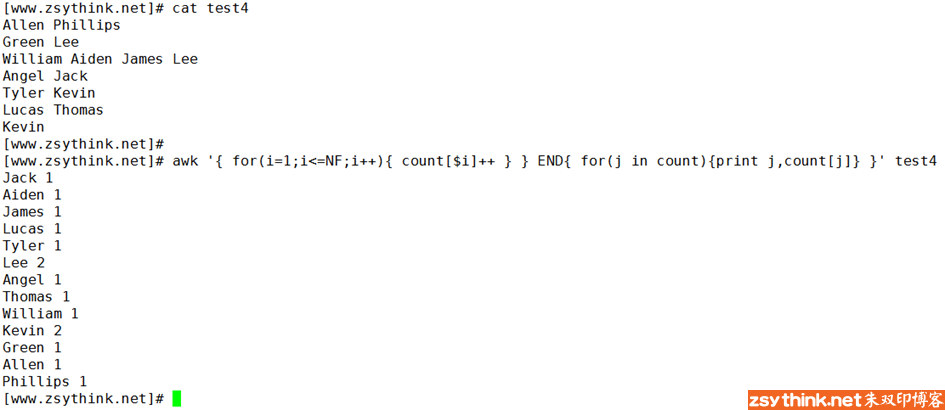 [www.zsythink.net]# cat test4
Allen Phillips
Green Lee
William Aiden James Lee
Angel Jack
Tyler Kevin
Lucas Thomas
Kevin
[www.zsythink.net]#
[www.zsythink.net]# awk '{ for(i=1;i<=NF;i++){ count[$i]++ } } END{ for(j in count){print j,count[j]} }' test4
Jack 1
Aiden 1
James 1
Lucas 1
Tyler 1
Lee 2
Angel 1
Thomas 1
William 1
Kevin 2
Green 1
Allen 1
Phillips 1
[www.zsythink.net]#
zsythink.net朱双印博客